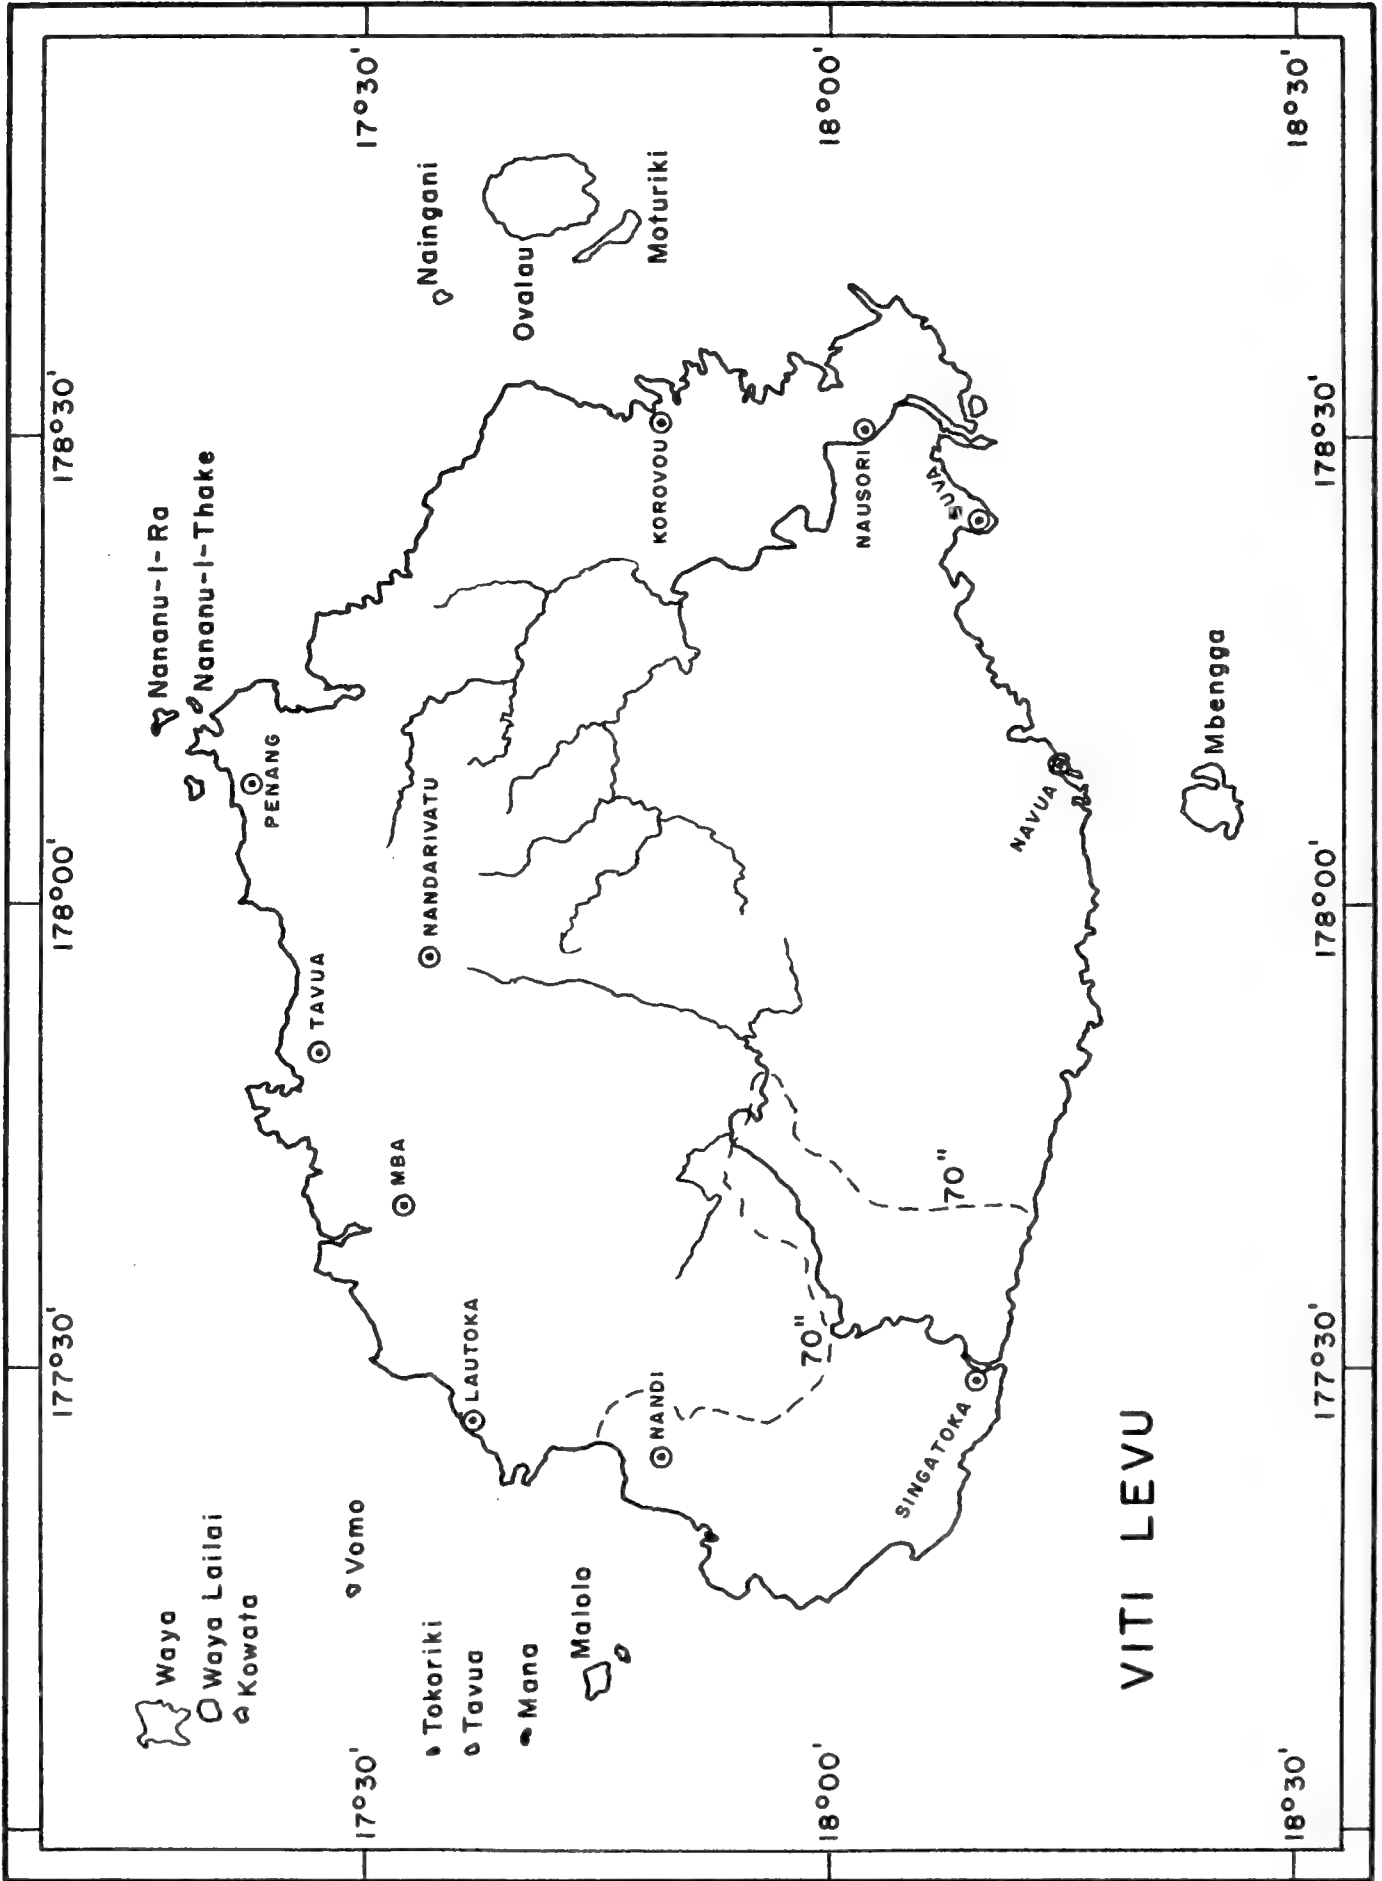 177°30'
178°00'
178°30'
Waya
Waya Lailai
Kowata
Vomo
Tokoriki
Tavua
Mana
Malolo
Nananu-I-Ra
Nananu-I-Thake
PENANG
TAVUA
MBA
LAUTOKA
NANDI
NANDARIVATU
KOROVOU
NAUSORI
SUVA
NAVUA
SINGATOKA
Naingani
Ovalau
Moturiki
Mbengga
70"
70"
17°30'
17°30'
18°00'
18°00'
18°30'
18°30'
177°30'
178°00'
178°30'
VITI LEVU